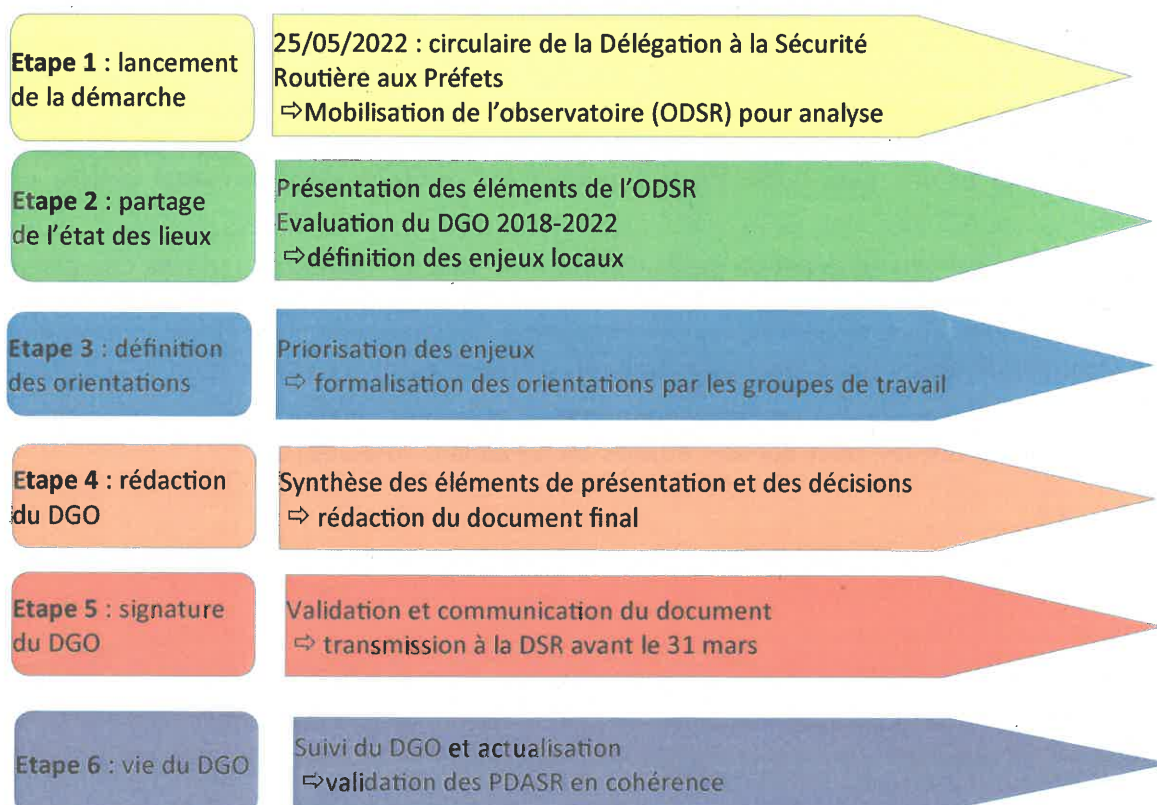 Etape 1 : lancement
de la démarche
25/05/2022 : circulaire de la Délégation à la Sécurité
Routière aux Préfets
⇨Mobilisation de l'observatoire (ODSR) pour analyse
Etape 2 : partage
de l'état des lieux
Présentation des éléments de l'ODSR
Evaluation du DGO 2018-2022
⇨définition des enjeux locaux
Etape 3 : définition
des orientations
Priorisation des enjeux
⇨ formalisation des orientations par les groupes de travail
Etape 4 : rédaction
du DGO
Synthèse des éléments de présentation et des décisions
⇨ rédaction du document final
Etape 5 : signature
du DGO
Validation et communication du document
⇨ transmission à la DSR avant le 31 mars
Etape 6 : vie du DGO
Suivi du DGO et actualisation
⇨validation des PDASR en cohérence